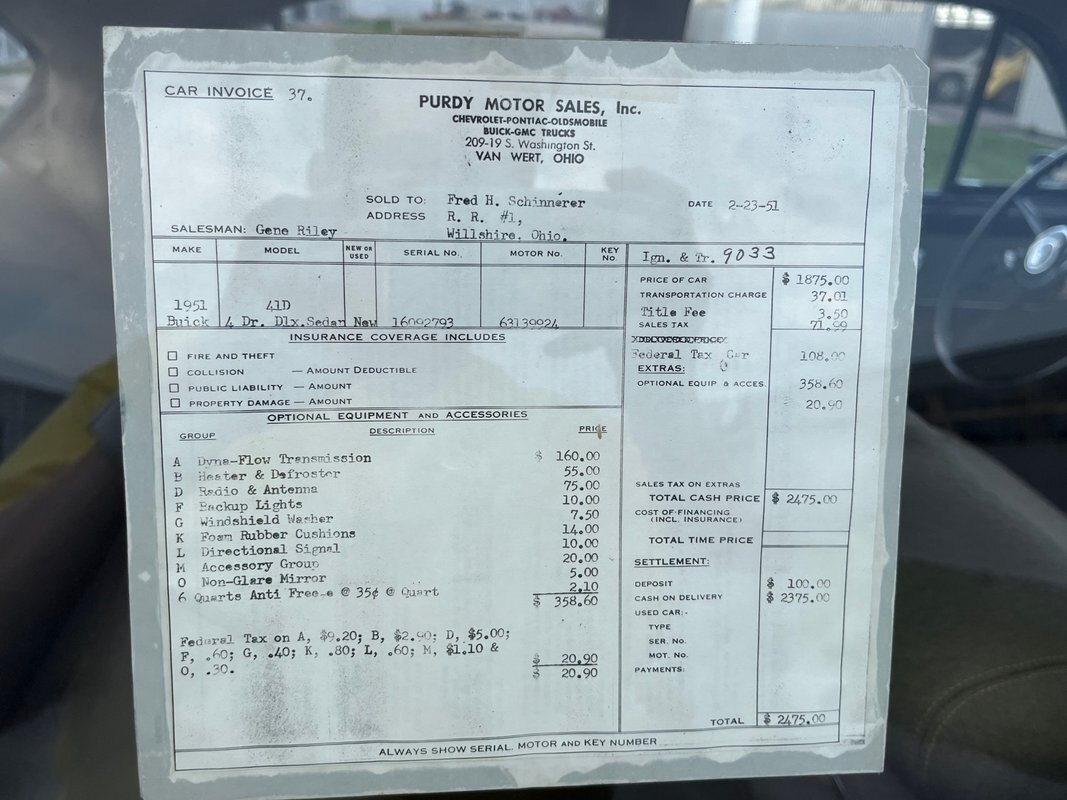 CAR INVOICE 37.
PURDY MOTOR SALES, Inc.
CHEVROLET-PONTIAC-OLDSMOBILE
BUICK-GMC TRUCKS
209-19 S. Washington St.
VAN WERT, OHIO
SOLD TO: Fred H. Schinnerer DATE 2-23-51
ADDRESS R. R. #1,
SALESMAN: Gene Riley Willshire, Ohio.
MAKE MODEL NEW OR USED SERIAL NO. MOTOR NO. KEY NO. Ign. & Tr. 9033
1951 41D
Buick 4 Dr. Dlx.Sedan New 16092793 63139924
PRICE OF CAR $ 1875.00
TRANSPORTATION CHARGE 37.01
Title Fee 3.50
SALES TAX 71.99
Federal Tax Car 108.00
EXTRAS:
OPTIONAL EQUIP & ACCES. 358.60
20.90
SALES TAX ON EXTRAS
TOTAL CASH PRICE $ 2475.00
COST OF FINANCING
(INCL. INSURANCE)
TOTAL TIME PRICE
SETTLEMENT:
DEPOSIT $ 100.00
CASH ON DELIVERY $ 2375.00
USED CAR:-
TYPE
SER. NO.
MOT. NO.
PAYMENTS:
TOTAL $ 2475.00
INSURANCE COVERAGE INCLUDES
FIRE AND THEFT
COLLISION — AMOUNT DEDUCTIBLE
PUBLIC LIABILITY — AMOUNT
PROPERTY DAMAGE — AMOUNT
OPTIONAL EQUIPMENT AND ACCESSORIES
GROUP DESCRIPTION PRICE
A Dyna-Flow Transmission $ 160.00
B Heater & Defroster 55.00
D Radio & Antenna 75.00
F Backup Lights 10.00
G Windshield Washer 7.50
K Foam Rubber Cushions 14.00
L Directional Signal 10.00
M Accessory Group 20.00
O Non-Glare Mirror 5.00
6 Quarts Anti Free-e @ 35¢ @ Quart 2.10
$ 358.60
Federal Tax on A, $9.20; B, $2.90; D, $5.00;
F, .60; G, .40; K, .80; L, .60; M, $1.10 &
O, .30. $ 20.90
$ 20.90
ALWAYS SHOW SERIAL, MOTOR AND KEY NUMBER